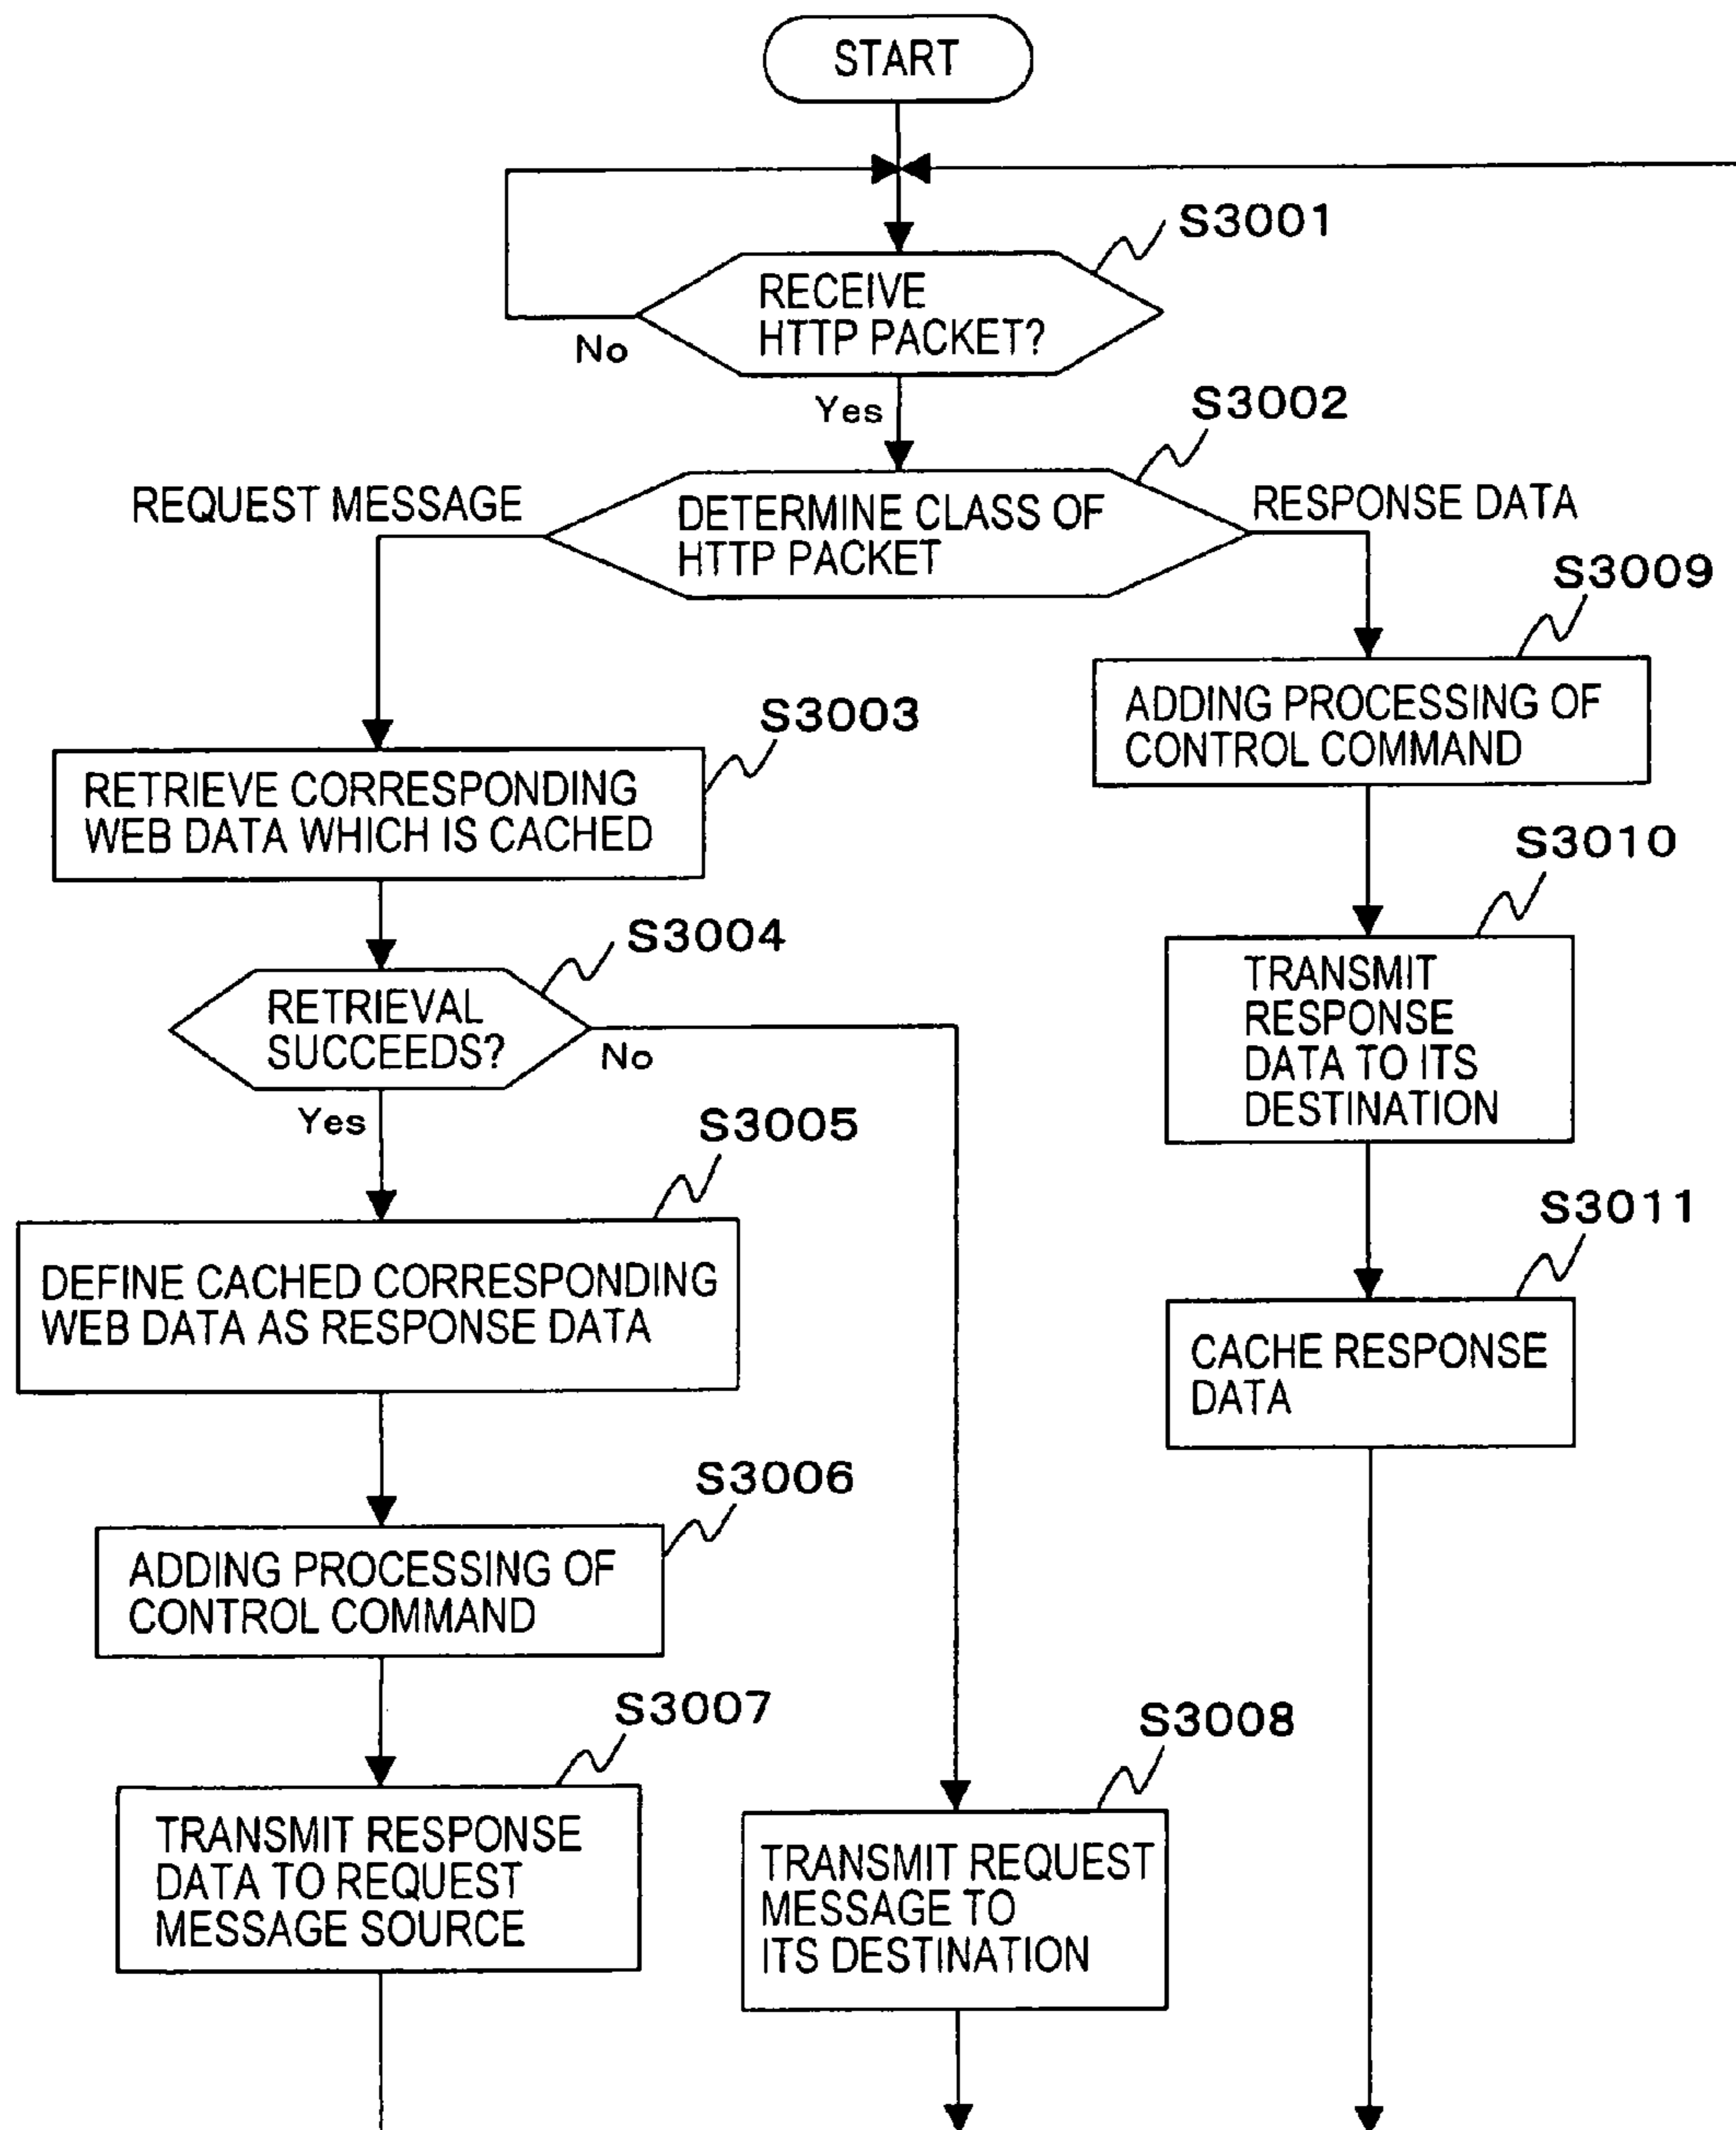 START
S3001
RECEIVE
HTTP PACKET?
No
Yes
S3002
REQUEST MESSAGE
DETERMINE CLASS OF
HTTP PACKET
RESPONSE DATA
S3009
ADDING PROCESSING OF
CONTROL COMMAND
S3003
RETRIEVE CORRESPONDING
WEB DATA WHICH IS CACHED
S3010
TRANSMIT
RESPONSE
DATA TO ITS
DESTINATION
S3004
RETRIEVAL
SUCCEEDS?
No
Yes
S3005
DEFINE CACHED CORRESPONDING
WEB DATA AS RESPONSE DATA
S3011
CACHE RESPONSE
DATA
S3006
ADDING PROCESSING OF
CONTROL COMMAND
S3007
TRANSMIT RESPONSE
DATA TO REQUEST
MESSAGE SOURCE
S3008
TRANSMIT REQUEST
MESSAGE TO
ITS DESTINATION